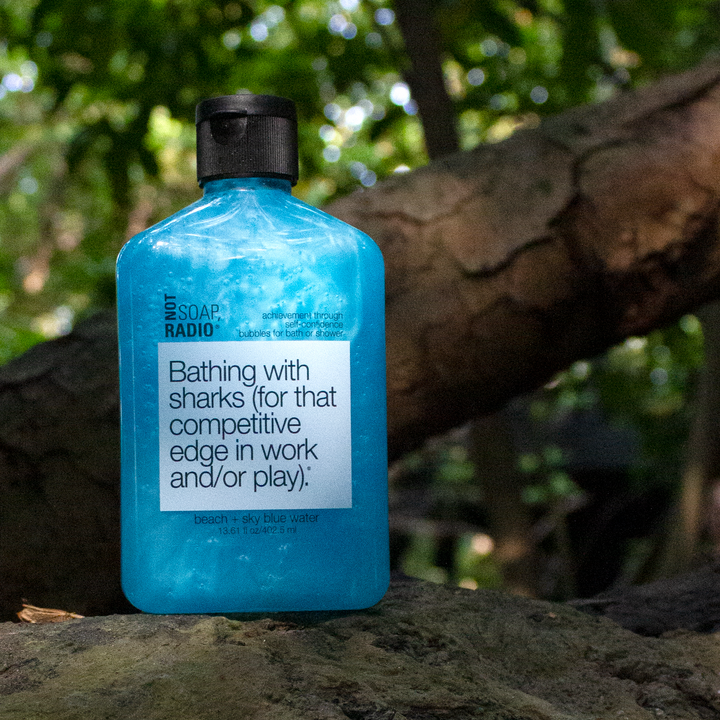 NOT SOAP, RADIO®
achievement through
self-confidence
bubbles for bath or shower
Bathing with
sharks (for that
competitive
edge in work
and/or play).®
beach + sky blue water
13.61 fl oz/402.5 ml